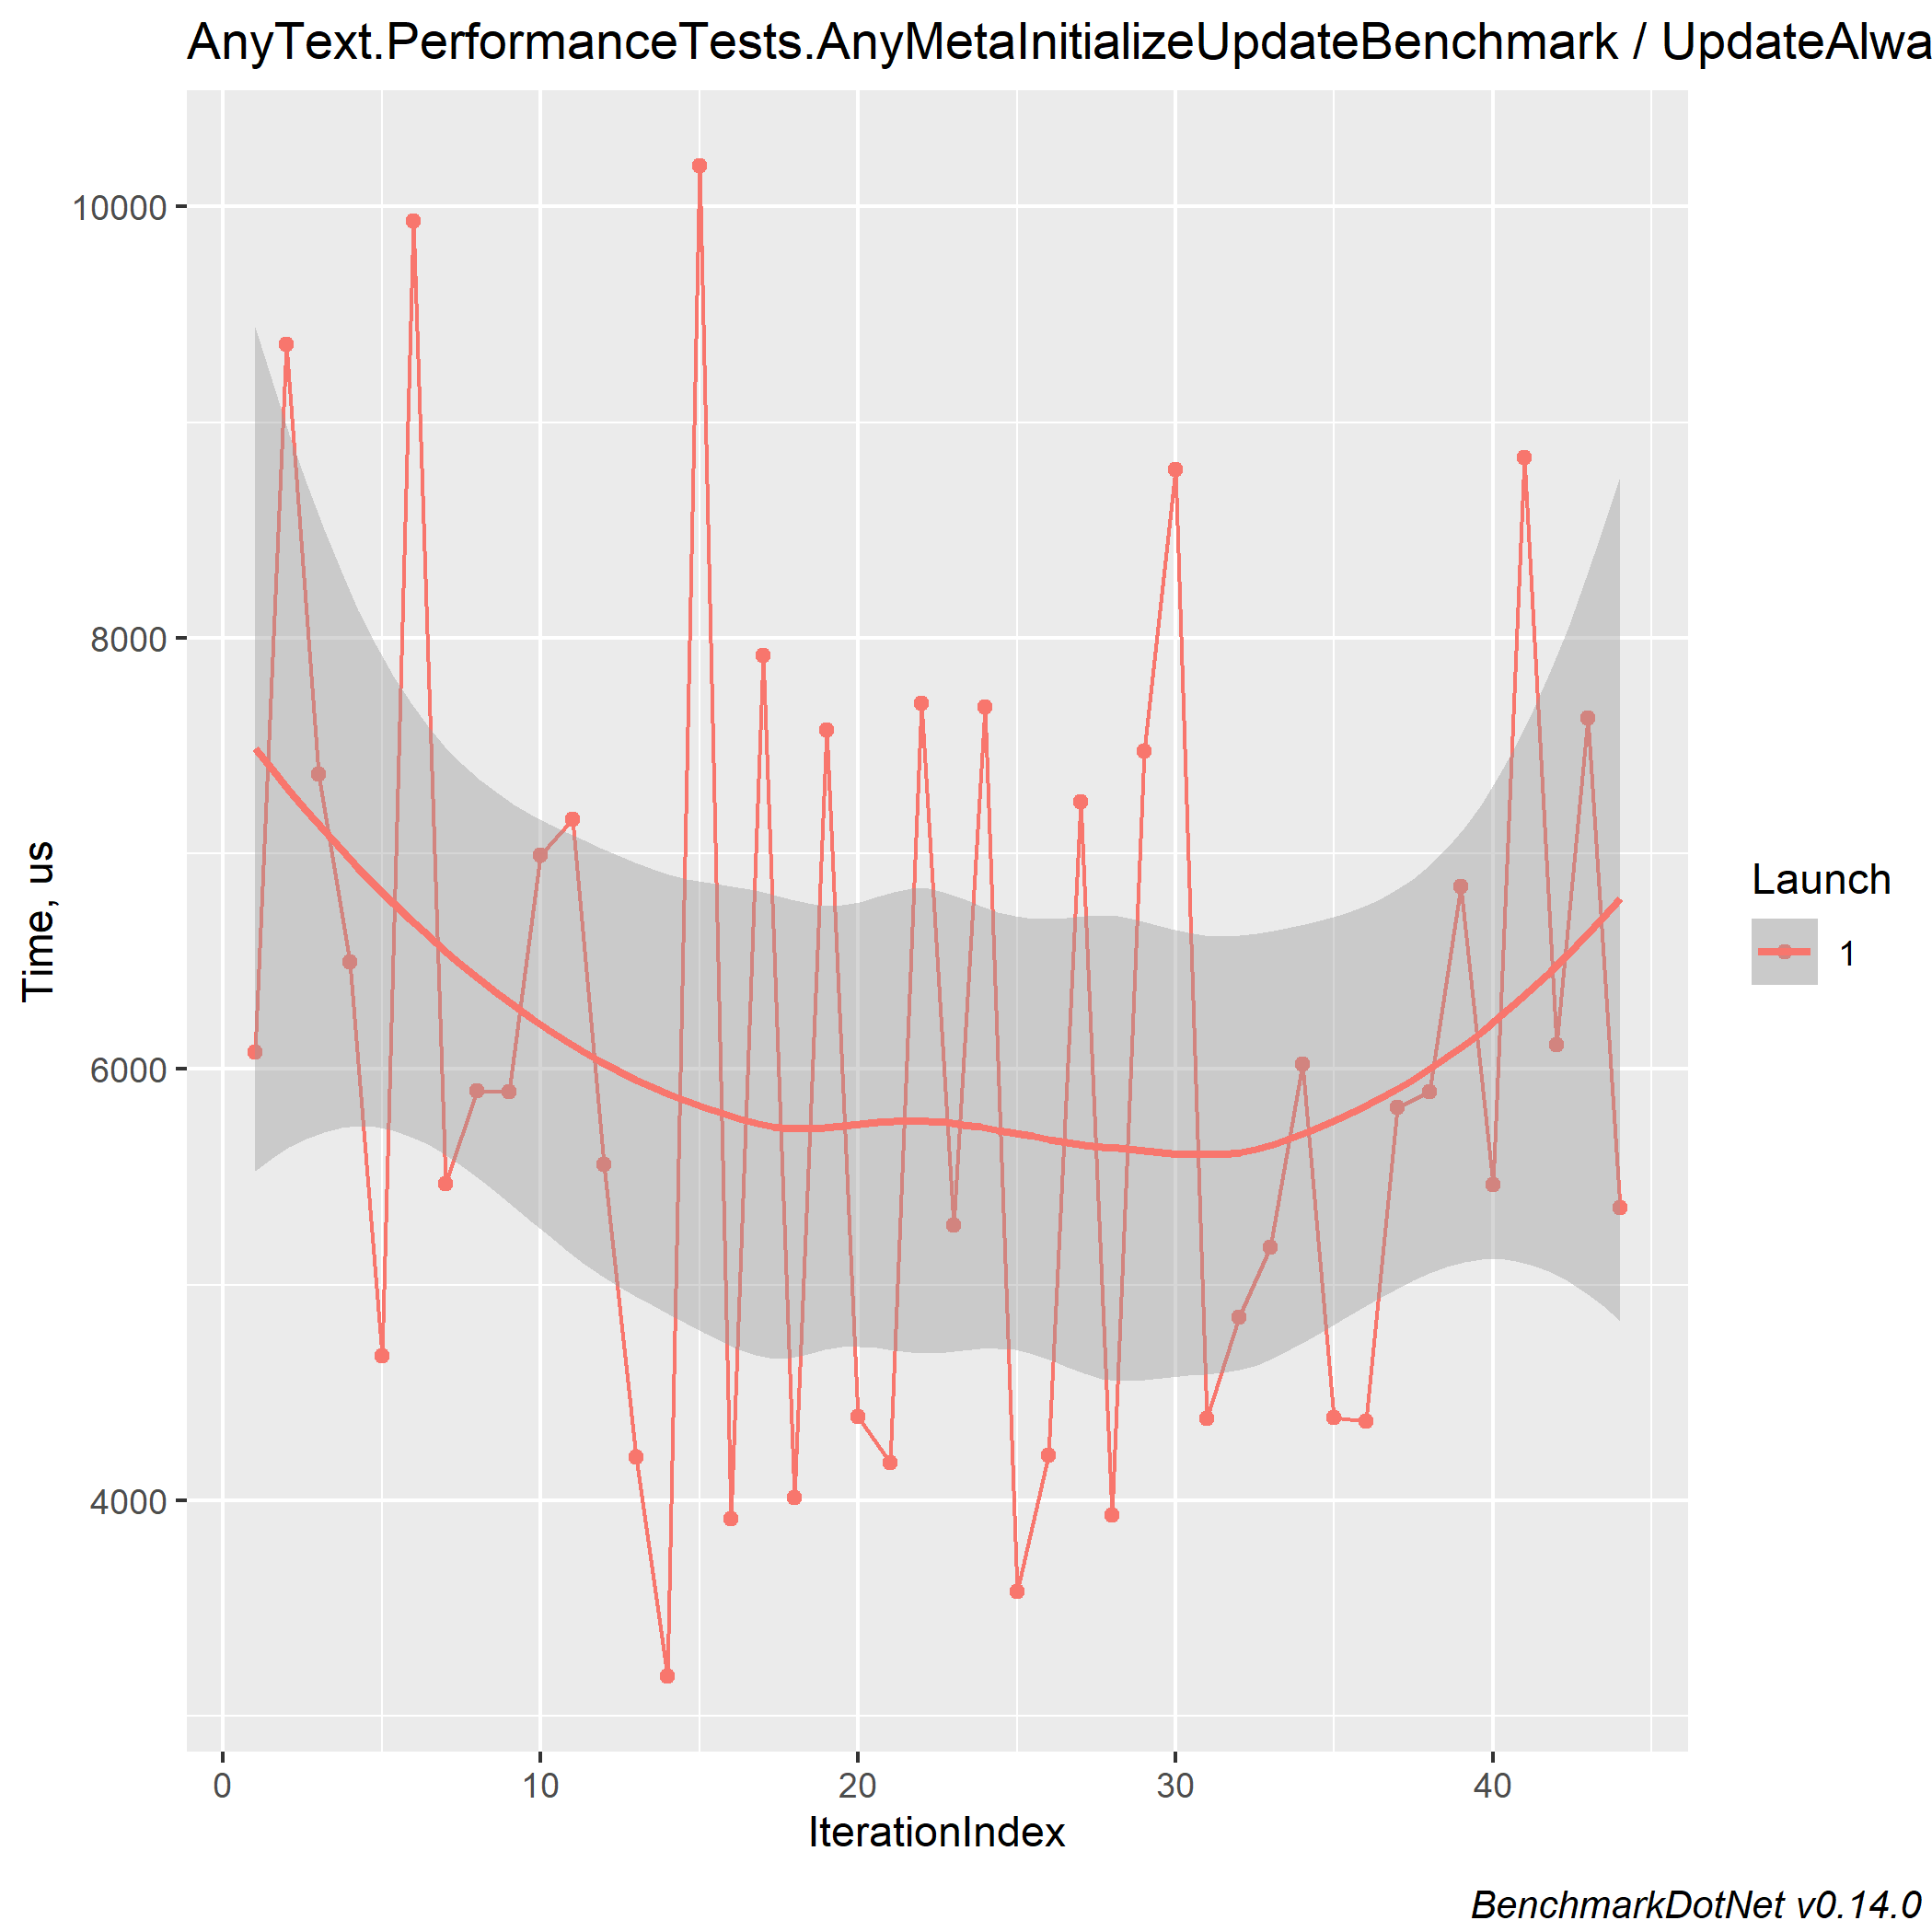 AnyText.PerformanceTests.AnyMetaInitializeUpdateBenchmark / UpdateAlwa
10000
8000
6000
4000
Time, us
0 10 20 30 40
IterationIndex
Launch
1
BenchmarkDotNet v0.14.0